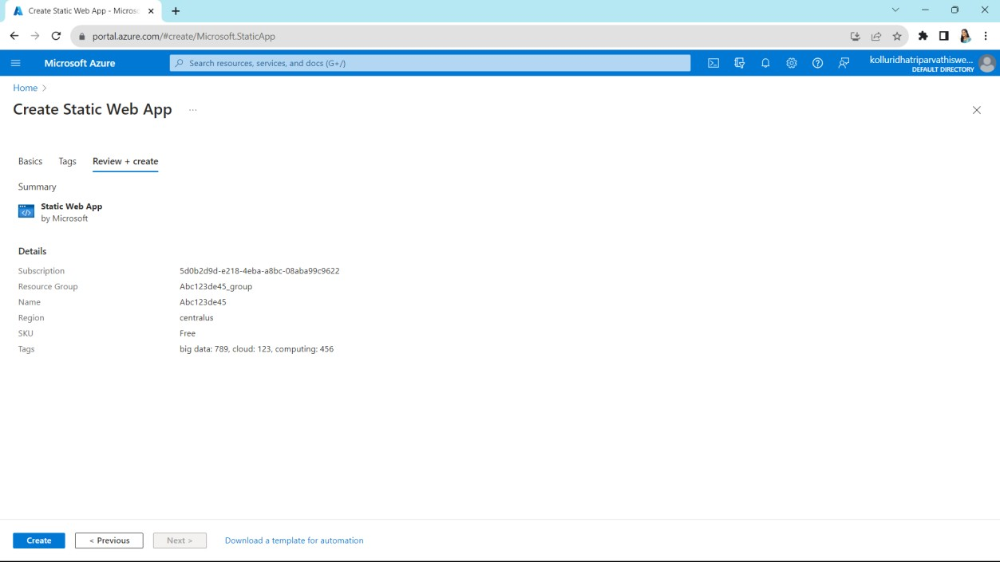 Create Static Web App - Micros
portal.azure.com/#create/Microsoft.StaticApp
Microsoft Azure
Search resources, services, and docs (G+/)
kolluridhatriparvathiswe...
DEFAULT DIRECTORY
Home >
Create Static Web App ...
Basics Tags Review + create
Summary
Static Web App
by Microsoft
Details
Subscription 5d0b2d9d-e218-4eba-a8bc-08aba99c9622
Resource Group Abc123de45_group
Name Abc123de45
Region centralus
SKU Free
Tags big data: 789, cloud: 123, computing: 456
Create < Previous Next > Download a template for automation